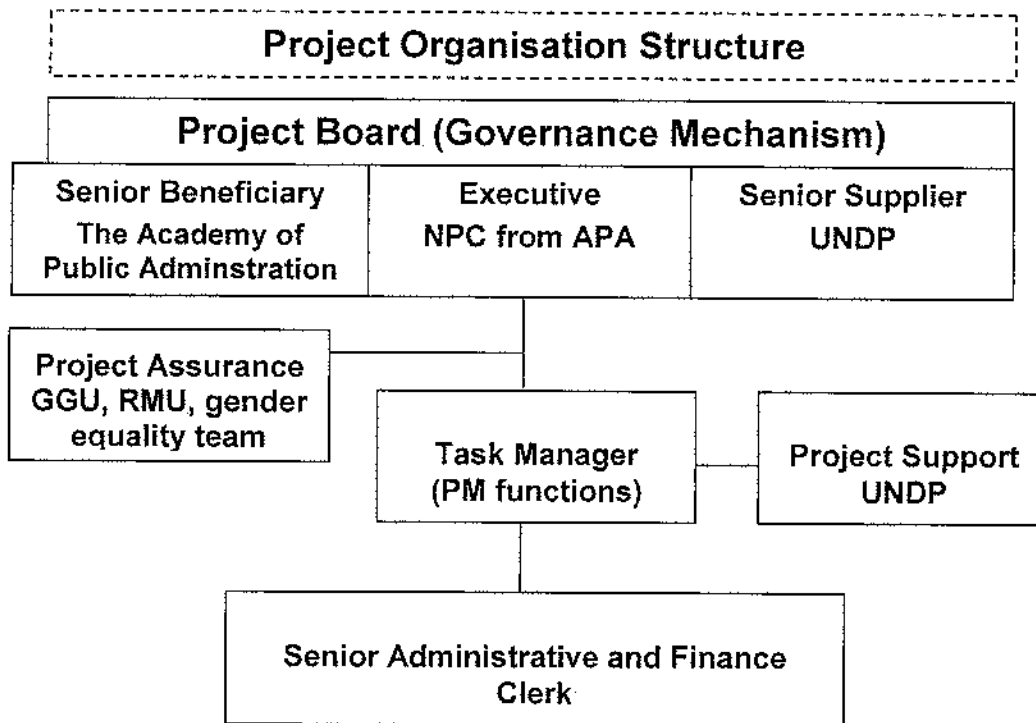 Project Organisation Structure
Project Board (Governance Mechanism)
Senior Beneficiary
The Academy of
Public Adminstration
Executive
NPC from APA
Senior Supplier
UNDP
Project Assurance
GGU, RMU, gender
equality team
Task Manager
(PM functions)
Project Support
UNDP
Senior Administrative and Finance
Clerk